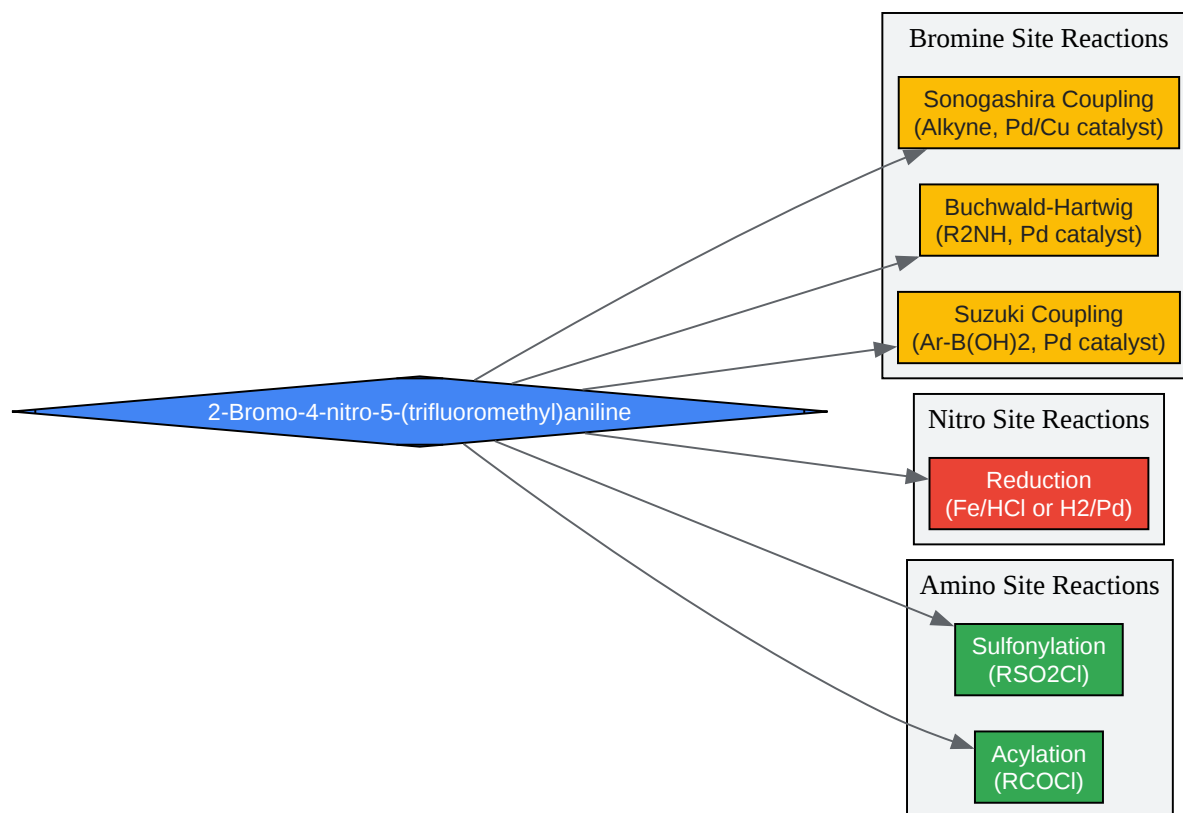 Bromine Site Reactions
Sonogashira Coupling
(Alkyne, Pd/Cu catalyst)
Buchwald-Hartwig
(R2NH, Pd catalyst)
Suzuki Coupling
(Ar-B(OH)2, Pd catalyst)
2-Bromo-4-nitro-5-(trifluoromethyl)aniline
Nitro Site Reactions
Reduction
(Fe/HCl or H2/Pd)
Amino Site Reactions
Sulfonylation
(RSO2Cl)
Acylation
(RCOCl)